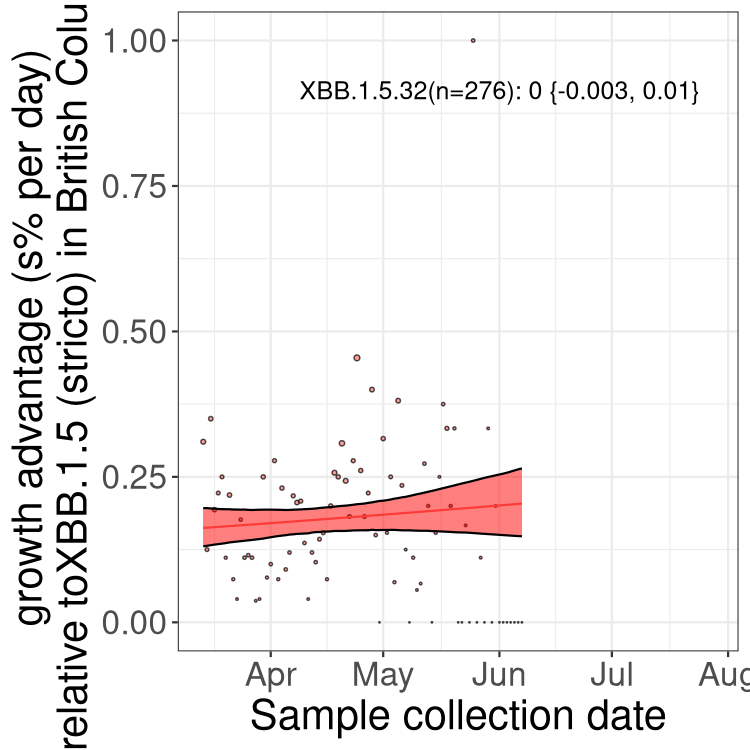 growth advantage (s% per day)
relative toXBB.1.5 (stricto) in British Colu
1.00
0.75
0.50
0.25
0.00
XBB.1.5.32(n=276): 0 {-0.003, 0.01}
Apr May Jun Jul Aug
Sample collection date